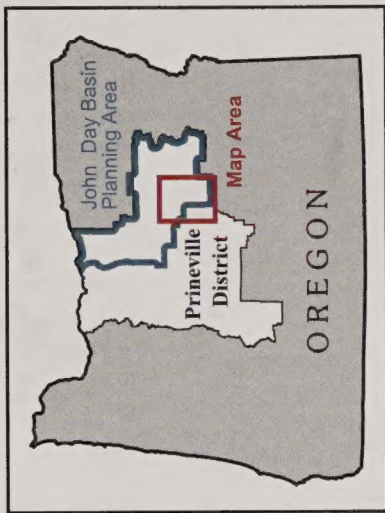 John Day Basin
Planning Area
Map Area
Prineville
District
OREGON